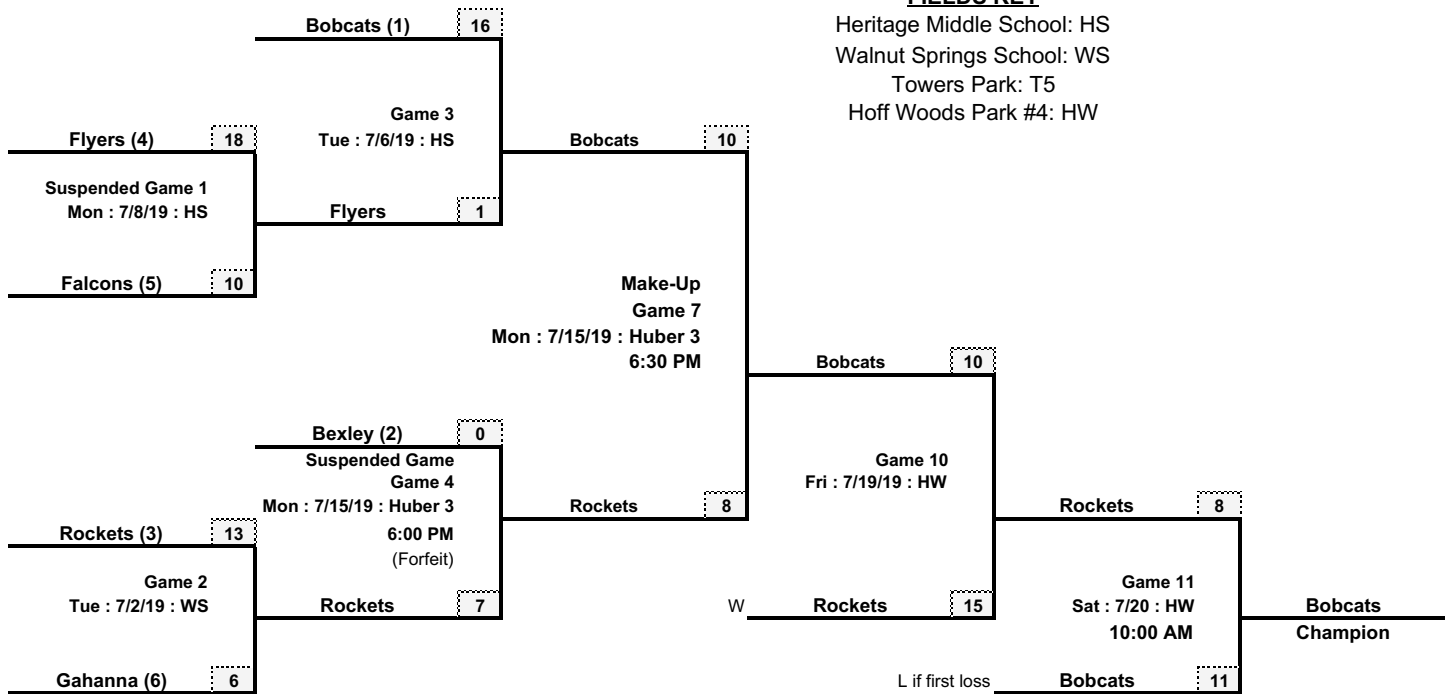 FIELDS KEY
Heritage Middle School: HS
Walnut Springs School: WS
Towers Park: T5
Hoff Woods Park #4: HW
Bobcats (1) 16
Game 3
Tue : 7/6/19 : HS
Flyers (4) 18
Bobcats 10
Suspended Game 1
Mon : 7/8/19 : HS
Flyers 1
Falcons (5) 10
Make-Up
Game 7
Mon : 7/15/19 : Huber 3
6:30 PM
Bobcats 10
Bexley (2) 0
Suspended Game
Game 4
Mon : 7/15/19 : Huber 3
6:00 PM
(Forfeit)
Game 10
Fri : 7/19/19 : HW
Rockets 8
Rockets 8
Rockets (3) 13
Game 2
Tue : 7/2/19 : WS
Rockets 7
W Rockets 15
Game 11
Sat : 7/20 : HW
10:00 AM
Bobcats
Champion
Gahanna (6) 6
L if first loss Bobcats 11